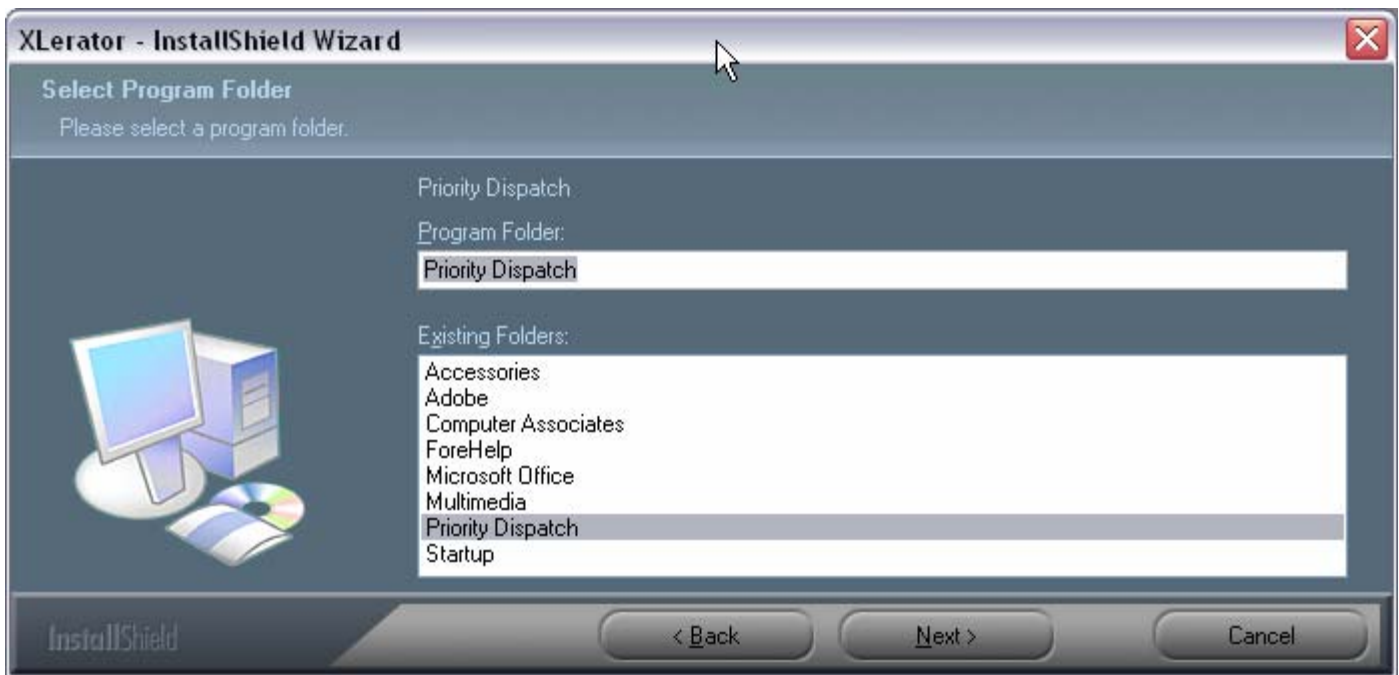 XLerator - InstallShield Wizard
Select Program Folder
Please select a program folder.
Priority Dispatch
Program Folder:
Priority Dispatch
Existing Folders:
Accessories
Adobe
Computer Associates
ForeHelp
Microsoft Office
Multimedia
Priority Dispatch
Startup
InstallShield
< Back
Next >
Cancel